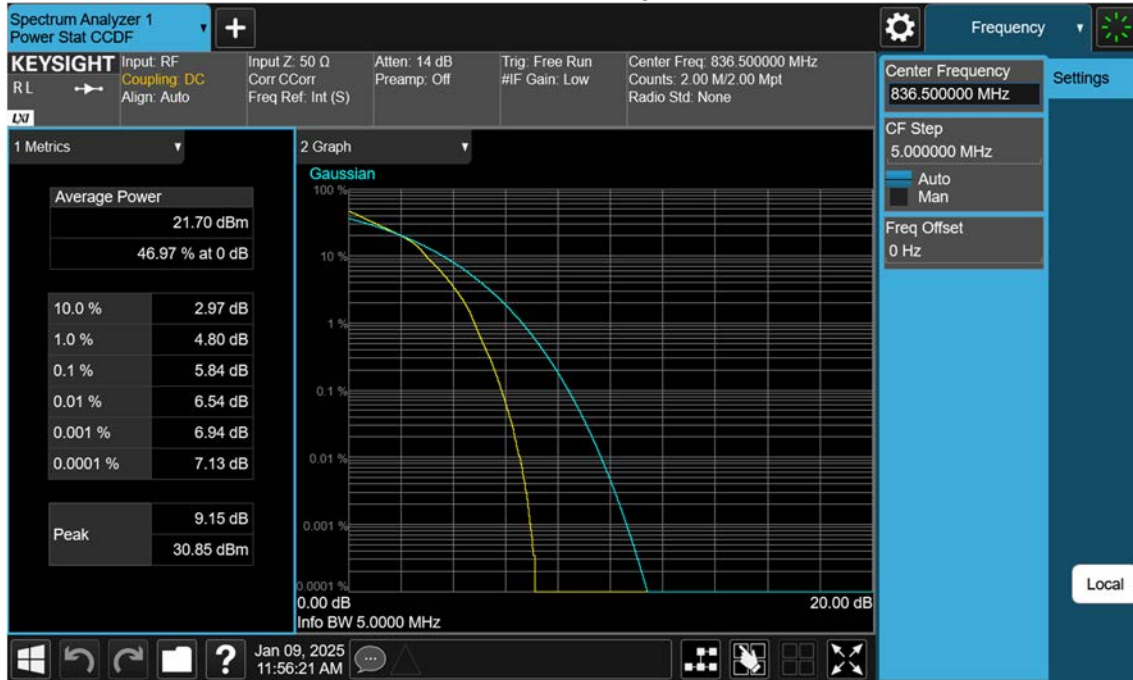 Spectrum Analyzer 1
Power Stat CCDF
Frequency
KEYSIGHT
R L
LXI
Input: RF
Coupling: DC
Align: Auto
Input Z: 50 Ω
Corr CCorr
Freq Ref: Int (S)
Atten: 14 dB
Preamp: Off
Trig: Free Run
#IF Gain: Low
Center Freq: 836.500000 MHz
Counts: 2.00 M/2.00 Mpt
Radio Std: None
Center Frequency
836.500000 MHz
Settings
CF Step
5.000000 MHz
Auto
Man
Freq Offset
0 Hz
Local
1 Metrics
Average Power
21.70 dBm
46.97 % at 0 dB
10.0 % 2.97 dB
1.0 % 4.80 dB
0.1 % 5.84 dB
0.01 % 6.54 dB
0.001 % 6.94 dB
0.0001 % 7.13 dB
Peak
9.15 dB
30.85 dBm
2 Graph
Gaussian
100 %
10 %
1 %
0.1 %
0.01 %
0.001 %
0.0001 %
0.00 dB 20.00 dB
Info BW 5.0000 MHz
?
Jan 09, 2025
11:56:21 AM